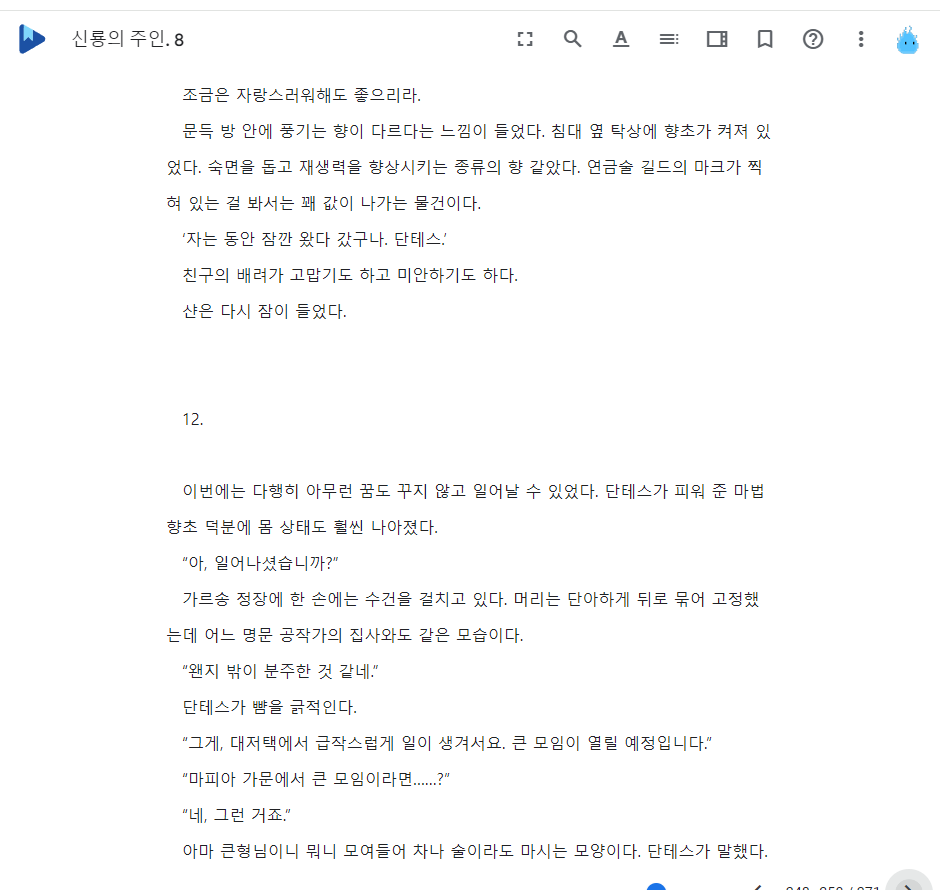 신룡의 주인. 8
조금은 자랑스러워해도 좋으리라.
문득 방 안에 풍기는 향이 다르다는 느낌이 들었다. 침대 옆 탁상에 향초가 켜져 있
었다. 숙면을 돕고 재생력을 향상시키는 종류의 향 같았다. 연금술 길드의 마크가 찍
혀 있는 걸 봐서는 꽤 값이 나가는 물건이다.
‘자는 동안 잠깐 왔다 갔구나. 단테스.’
친구의 배려가 고맙기도 하고 미안하기도 하다.
샨은 다시 잠이 들었다.
12.
이번에는 다행히 아무런 꿈도 꾸지 않고 일어날 수 있었다. 단테스가 피워 준 마법
향초 덕분에 몸 상태도 훨씬 나아졌다.
“아, 일어나셨습니까?”
가르송 정장에 한 손에는 수건을 걸치고 있다. 머리는 단아하게 뒤로 묶어 고정했
는데 어느 명문 공작가의 집사와도 같은 모습이다.
“왠지 밖이 분주한 것 같네.”
단테스가 뺨을 긁적인다.
“그게, 대저택에서 급작스럽게 일이 생겨서요. 큰 모임이 열릴 예정입니다.”
“마피아 가문에서 큰 모임이라면……?”
“네, 그런 거죠.”
아마 큰형님이니 뭐니 모여들어 차나 술이라도 마시는 모양이다. 단테스가 말했다.